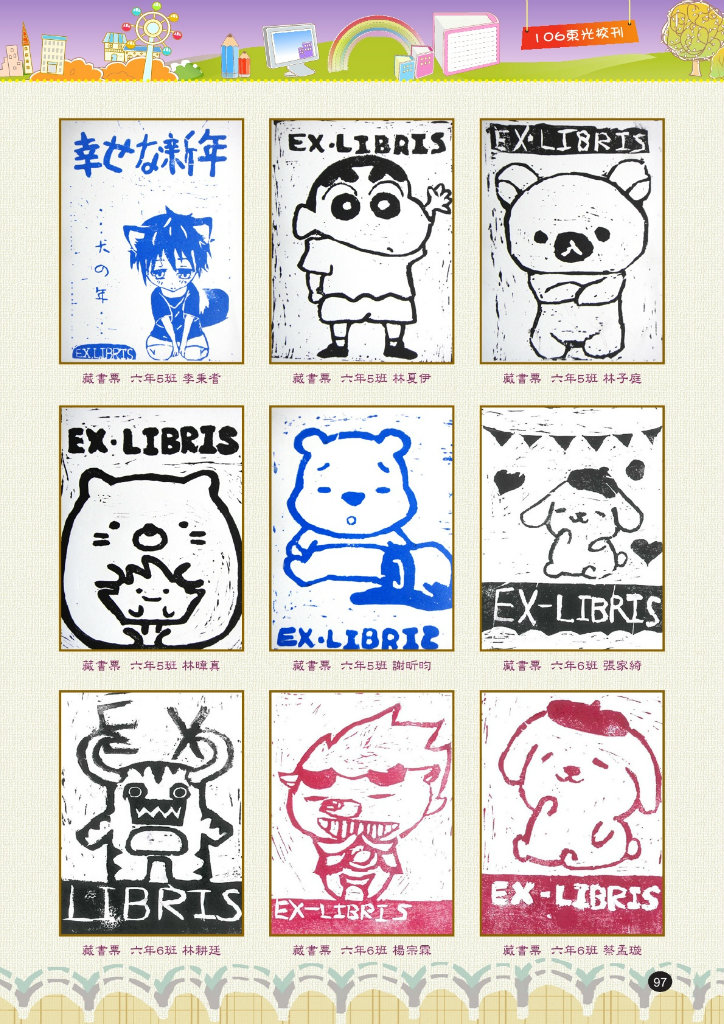 106東光校刊
幸せな新年
...犬の年...
EX LIBRIS
EX·LIBRIS
EX·LIBRIS
藏書票 六年5班 李秉耆
藏書票 六年5班 林夏伊
藏書票 六年5班 林子庭
EX·LIBRIS
EX·LIBRIS
EX-LIBRIS
藏書票 六年5班 林暐真
藏書票 六年5班 謝昕昀
藏書票 六年6班 張家綺
EX
LIBRIS
EX-LIBRIS
EX-LIBRIS
藏書票 六年6班 林耕廷
藏書票 六年6班 楊宗霖
藏書票 六年6班 蔡孟璇
97